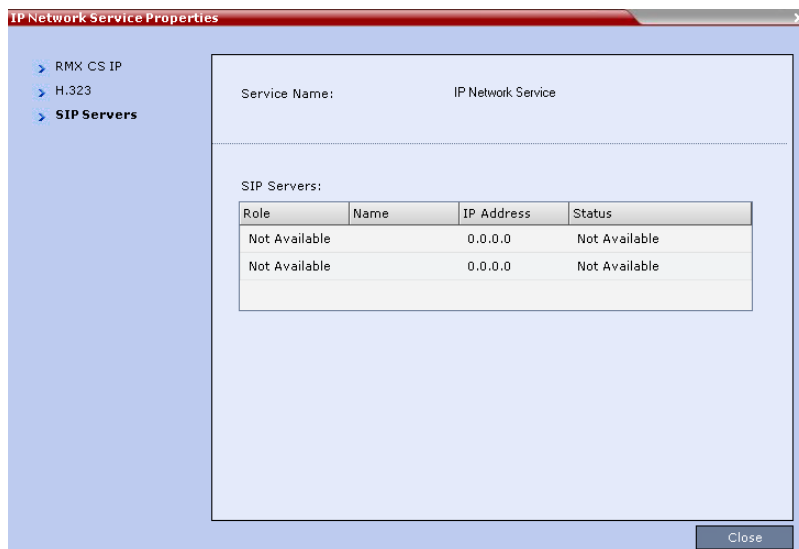 IP Network Service Properties
RMX CS IP
H.323
SIP Servers
Service Name: IP Network Service
SIP Servers:
Role Name IP Address Status
Not Available 0.0.0.0 Not Available
Not Available 0.0.0.0 Not Available
Close